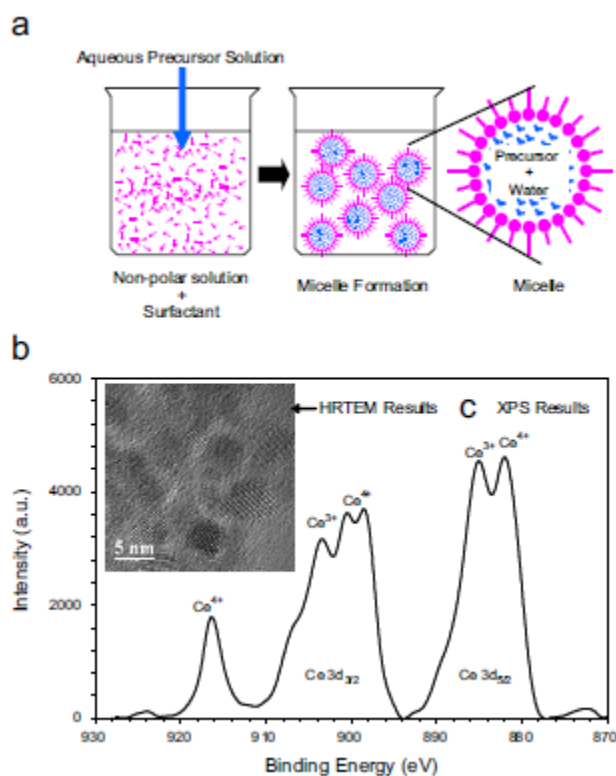 a
Aqueous Precursor Solution
Precursor
+
Water
Non-polar solution
+
Surfactant
Micelle Formation
Micelle
b
6000
4000
2000
0
Intensity (a.u.)
HRTEM Results
c XPS Results
5 nm
Ce4+
Ce3+
Ce4+
Ce3+
Ce4+
Ce 3d3/2
Ce 3d5/2
930 920 910 900 890 880 870
Binding Energy (eV)